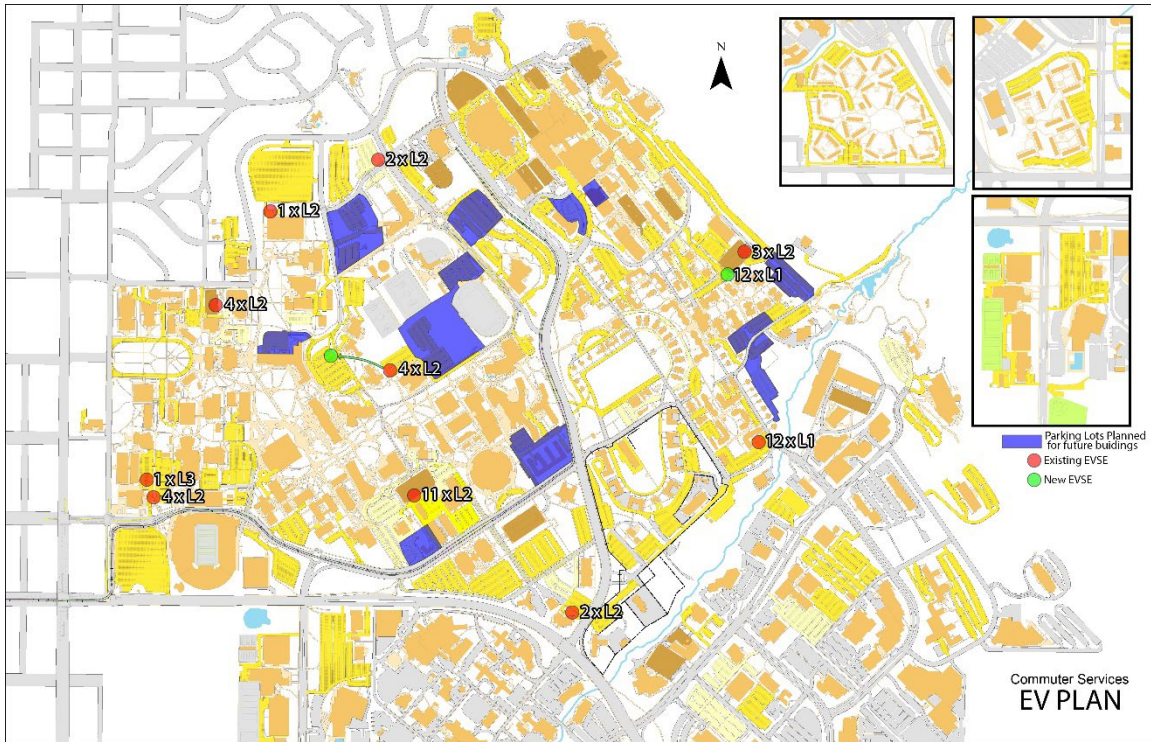 N
2 x L2
1 x L2
3 x L2
12 x L1
4 x L2
4 x L2
12 x L1
1 x L3
4 x L2
11 x L2
2 x L2
Parking Lots Planned
for future buidings
Existing EVSE
New EVSE
Commuter Services
EV PLAN